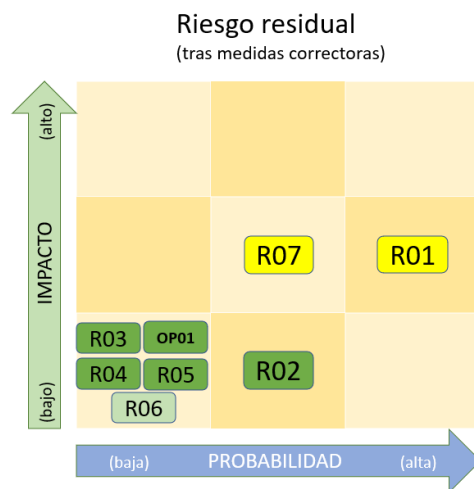 Riesgo residual
(tras medidas correctoras)
(alto)
IMPACTO
(bajo)
R07
R01
R03
OP01
R04
R05
R02
R06
(baja)
PROBABILIDAD
(alta)